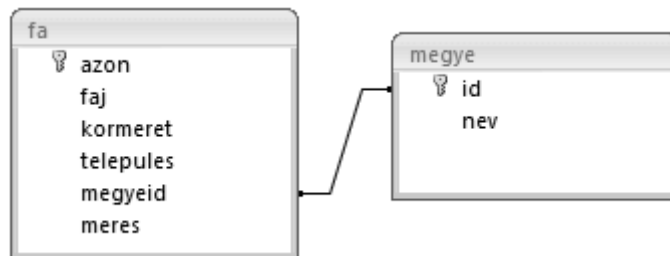 fa
azon
faj
kormeret
telepules
megyeid
meres
megye
id
nev